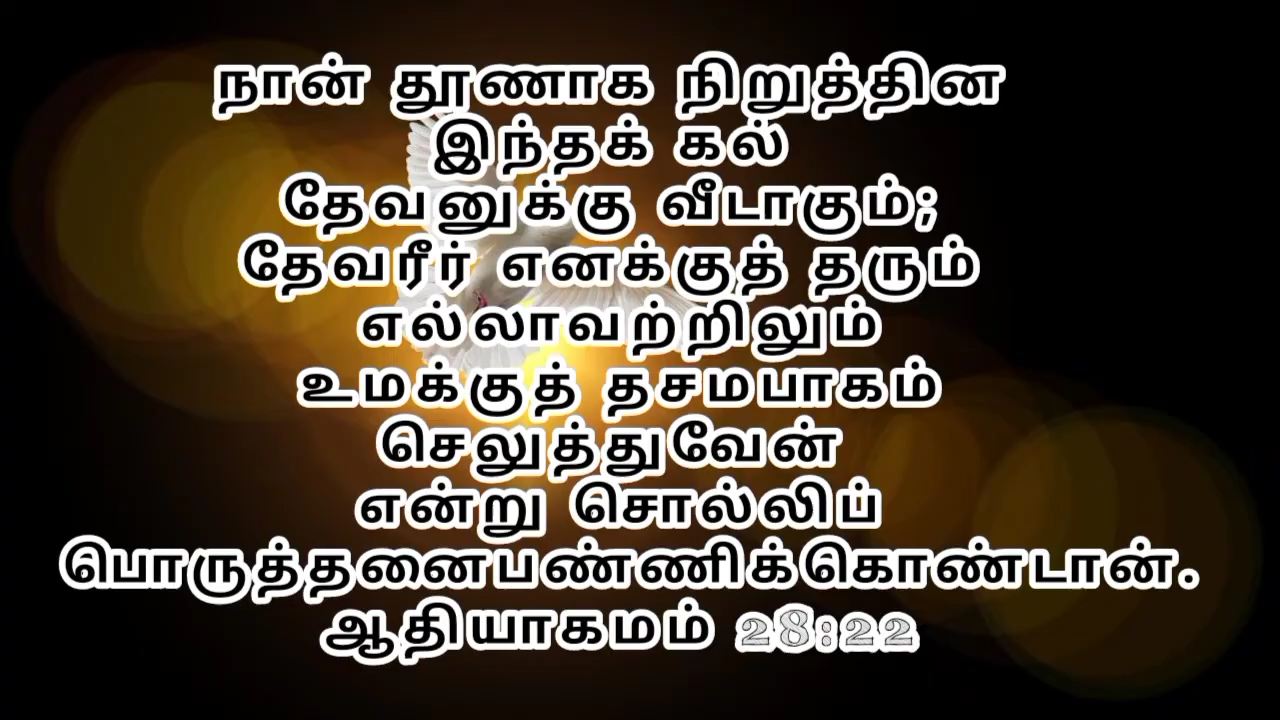 நான் தூணாக நிறுத்தின
இந்தக் கல்
தேவனுக்கு வீடாகும்;
தேவரீர் எனக்குத் தரும்
எல்லாவற்றிலும்
உமக்குத் தசமபாகம்
செலுத்துவேன்
என்று சொல்லிப்
பொருத்தனைபண்ணிக்கொண்டான்.
ஆதியாகமம் 28:22